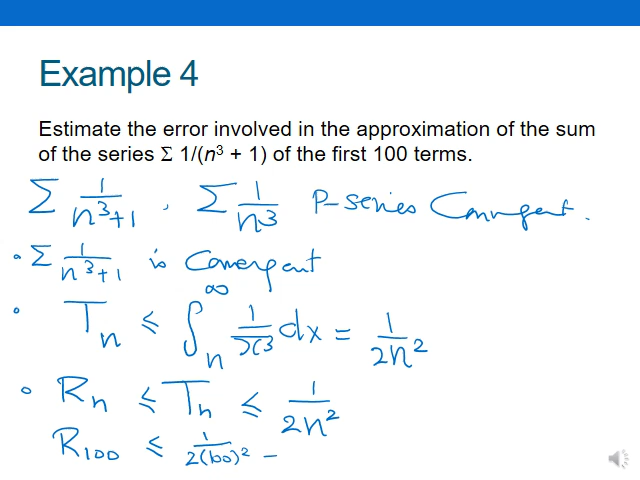 Example 4
Estimate the error involved in the approximation of the sum
of the series Σ 1/(n³ + 1) of the first 100 terms.
Σ 1/(n³+1) , Σ 1/n³ P-series Convergent.
• Σ 1/(n³+1) is Convergent
• Tₙ ≤ ∫ₙ^∞ 1/x³ dx = 1/(2n²)
• Rₙ ≤ Tₙ ≤ 1/(2n²)
R₁₀₀ ≤ 1/(2(100)²) =